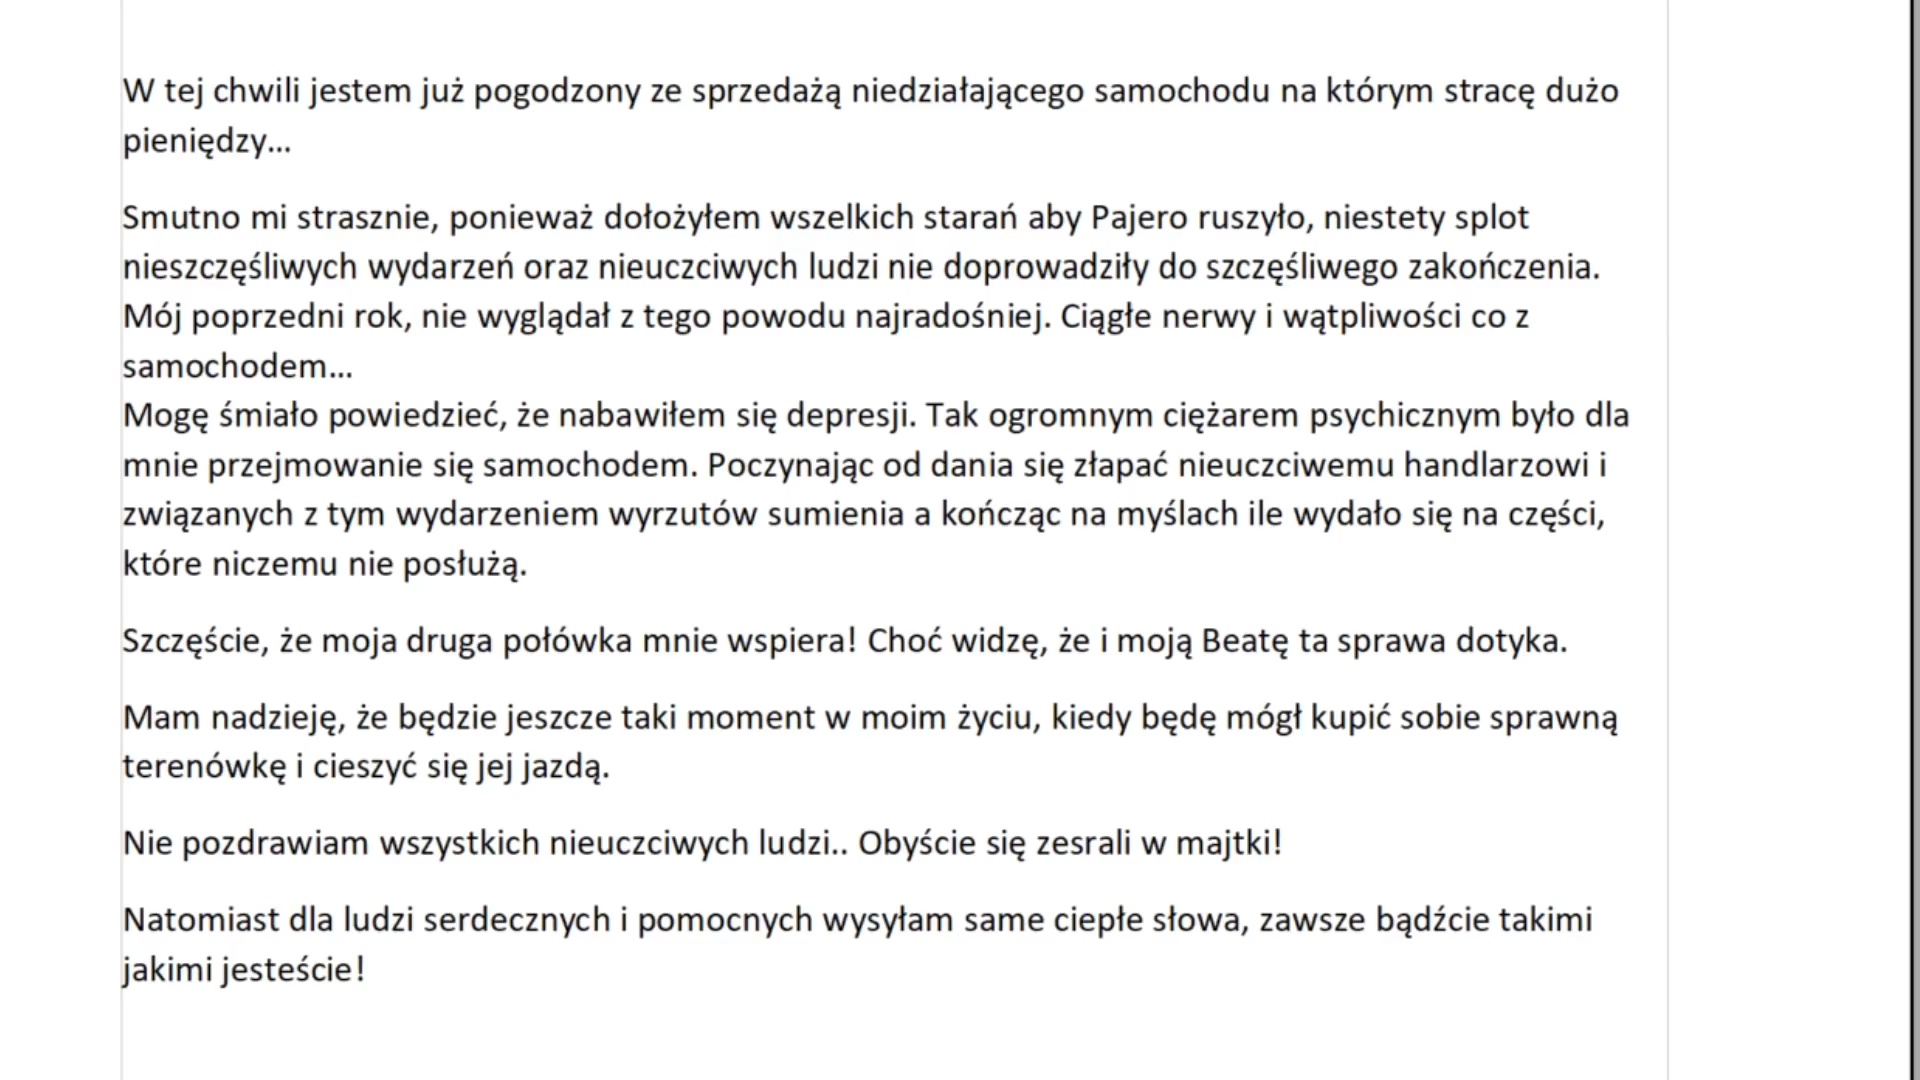 W tej chwili jestem już pogodzony ze sprzedażą niedziałającego samochodu na którym stracę dużo
pieniędzy...
Smutno mi strasznie, ponieważ dołożyłem wszelkich starań aby Pajero ruszyło, niestety splot
nieszczęśliwych wydarzeń oraz nieuczciwych ludzi nie doprowadziły do szczęśliwego zakończenia.
Mój poprzedni rok, nie wyglądał z tego powodu najradośniej. Ciągłe nerwy i wątpliwości co z
samochodem...
Mogę śmiało powiedzieć, że nabawiłem się depresji. Tak ogromnym ciężarem psychicznym było dla
mnie przejmowanie się samochodem. Poczynając od dania się złapać nieuczciwemu handlarzowi i
związanych z tym wydarzeniem wyrzutów sumienia a kończąc na myślach ile wydało się na części,
które niczemu nie posłużą.
Szczęście, że moja druga połówka mnie wspiera! Choć widzę, że i moją Beatę ta sprawa dotyka.
Mam nadzieję, że będzie jeszcze taki moment w moim życiu, kiedy będę mógł kupić sobie sprawną
terenówkę i cieszyć się jej jazdą.
Nie pozdrawiam wszystkich nieuczciwych ludzi.. Obyście się zesrali w majtki!
Natomiast dla ludzi serdecznych i pomocnych wysyłam same ciepłe słowa, zawsze bądźcie takimi
jakimi jesteście!